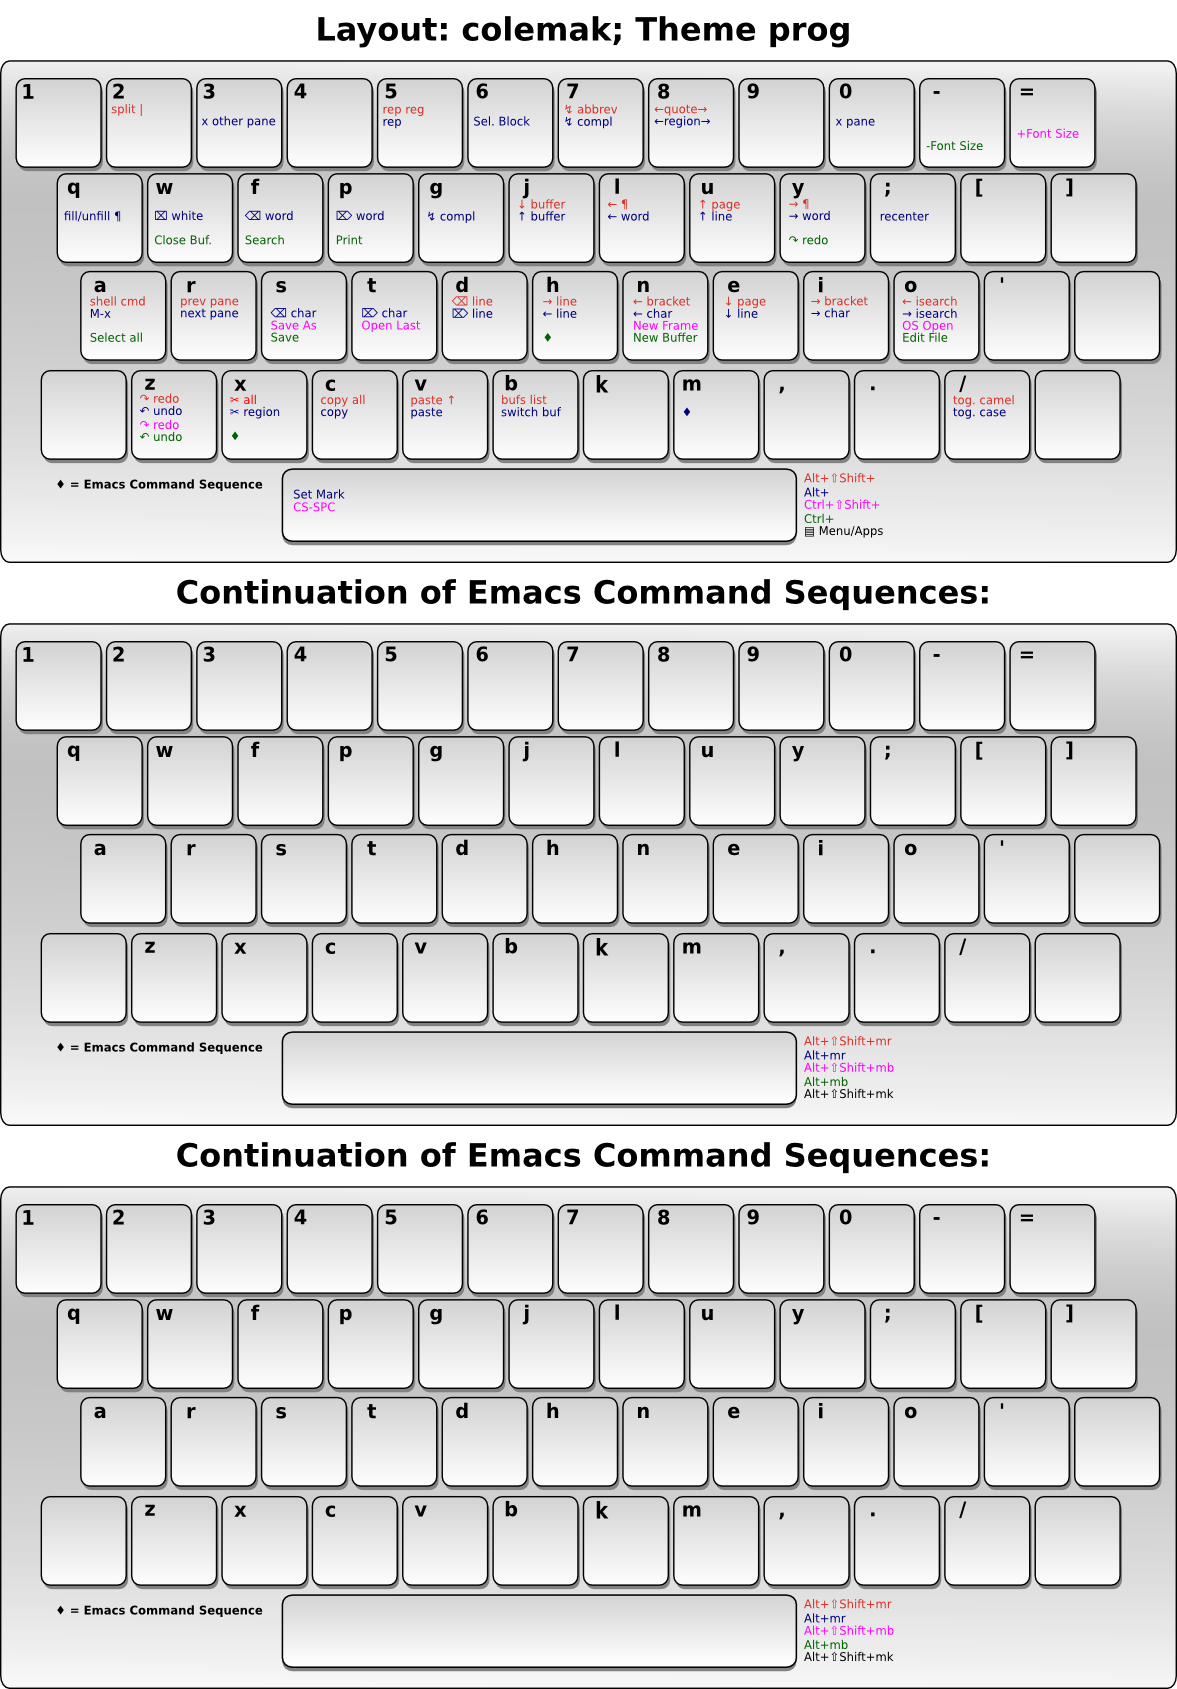 Layout: colemak; Theme prog
1 2 3 4 5 6 7 8 9 0 - =
split | rep reg ↯ abbrev ←quote→
x other pane rep Sel. Block ↯ compl ←region→ x pane
+Font Size
-Font Size
q w f p g j l u y ; [ ]
↓ buffer ← ¶ ↑ page → ¶
fill/unfill ¶ ⌧ white ⌫ word ⌦ word ↯ compl ↑ buffer ← word ↑ line → word recenter
Close Buf. Search Print ↷ redo
a r s t d h n e i o '
shell cmd prev pane ⌫ line → line ← bracket ↓ page → bracket ← isearch
M-x next pane ⌫ char ⌦ char ⌦ line ← line ← char ↓ line → char → isearch
Save As Open Last New Frame OS Open
Select all Save ♦ New Buffer Edit File
z x c v b k m , . /
↷ redo ✂ all copy all paste ↑ bufs list tog. camel
↶ undo ✂ region copy paste switch buf ♦ tog. case
↷ redo
↶ undo ♦
♦ = Emacs Command Sequence
Set Mark
CS-SPC
Alt+⇧Shift+
Alt+
Ctrl+⇧Shift+
Ctrl+
▤ Menu/Apps
Continuation of Emacs Command Sequences:
1 2 3 4 5 6 7 8 9 0 - =
q w f p g j l u y ; [ ]
a r s t d h n e i o '
z x c v b k m , . /
♦ = Emacs Command Sequence
Alt+⇧Shift+mr
Alt+mr
Alt+⇧Shift+mb
Alt+mb
Alt+⇧Shift+mk
Continuation of Emacs Command Sequences:
1 2 3 4 5 6 7 8 9 0 - =
q w f p g j l u y ; [ ]
a r s t d h n e i o '
z x c v b k m , . /
♦ = Emacs Command Sequence
Alt+⇧Shift+mr
Alt+mr
Alt+⇧Shift+mb
Alt+mb
Alt+⇧Shift+mk